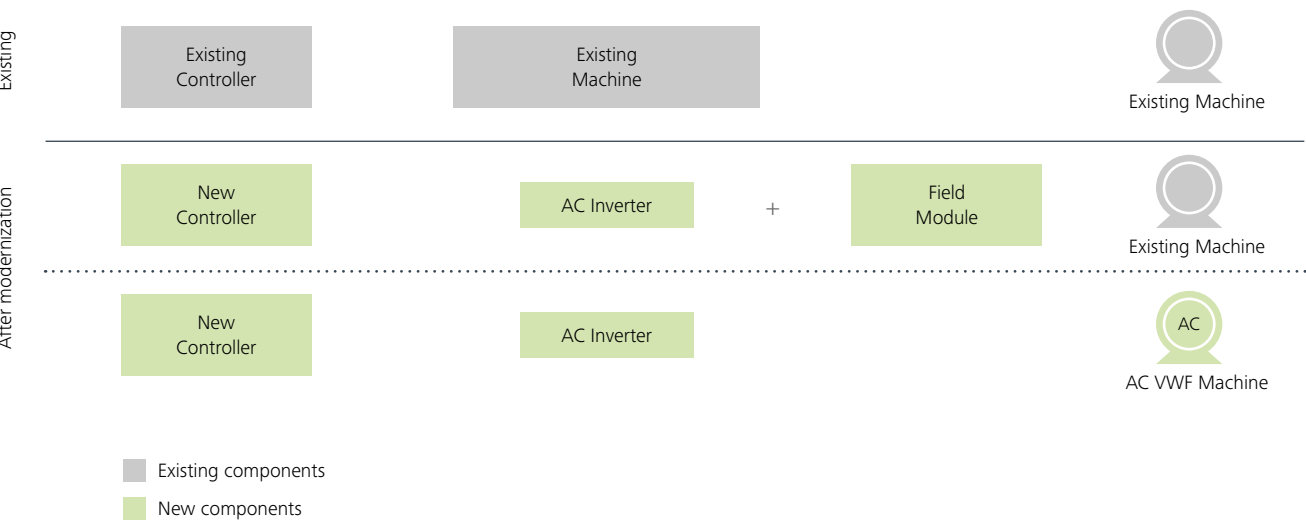 Existing
Existing
Controller
Existing
Machine
Existing Machine
After modernization
New
Controller
AC Inverter
+
Field
Module
Existing Machine
New
Controller
AC Inverter
AC
AC VWF Machine
Existing components
New components